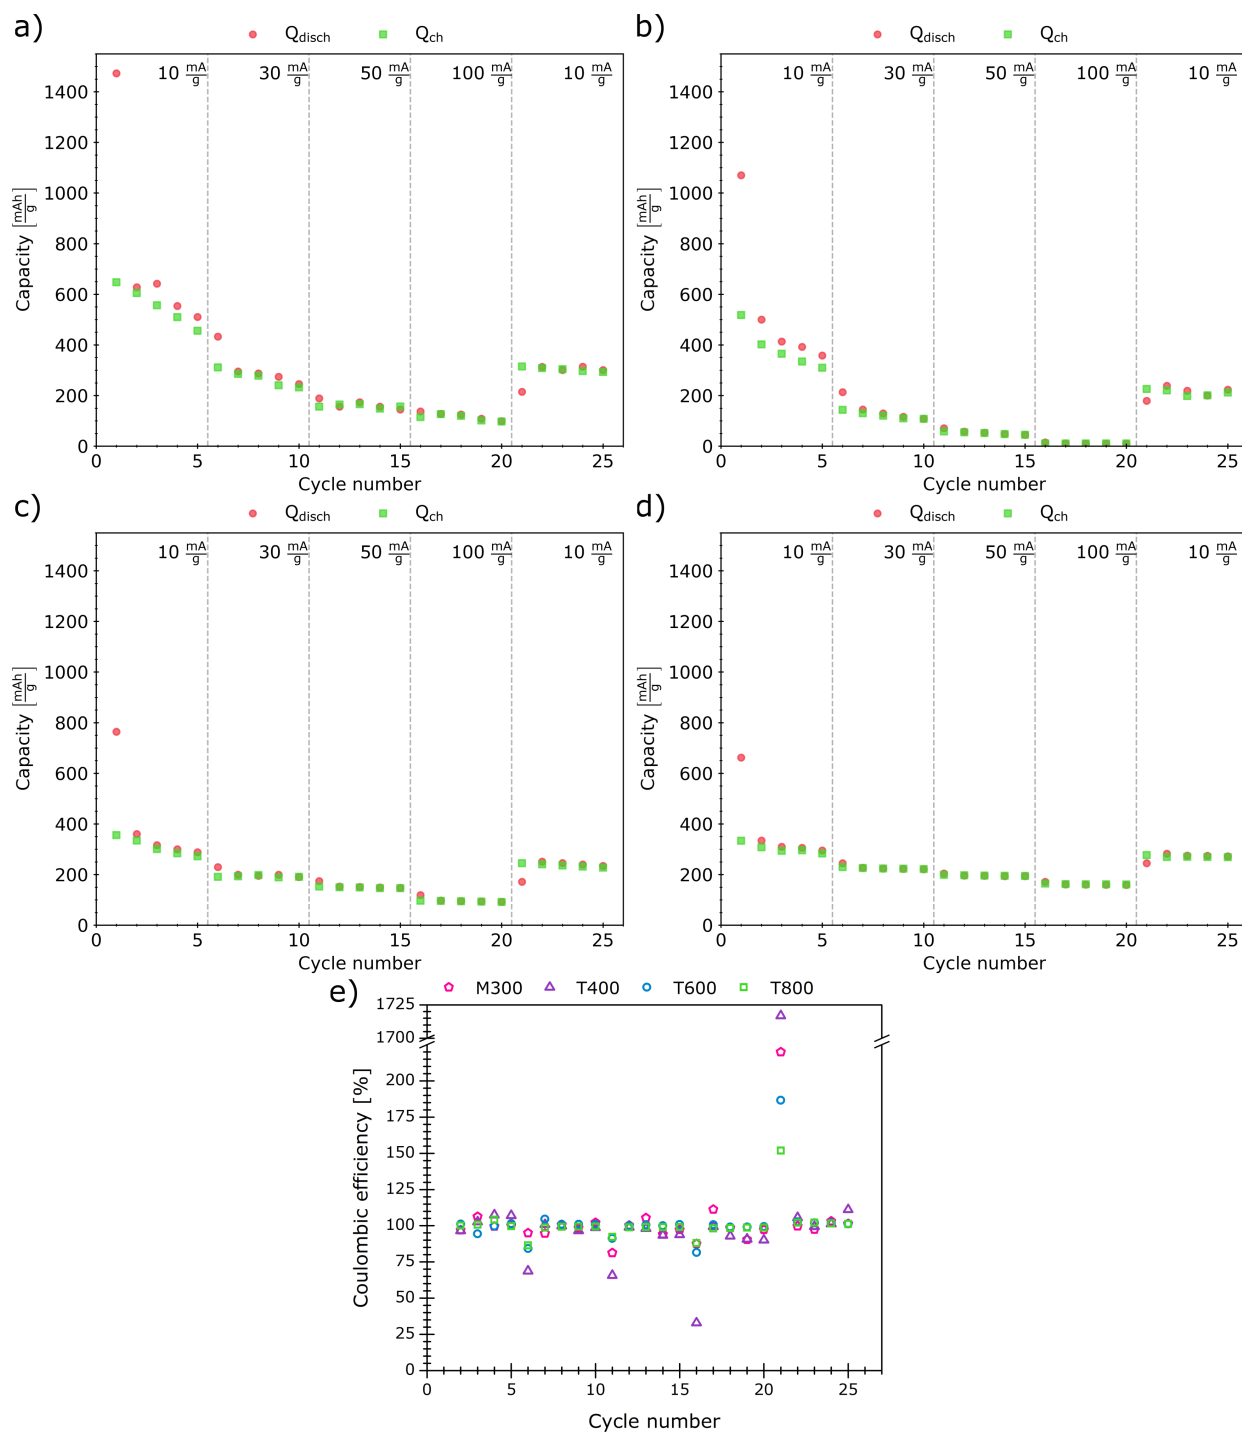 a)
Q_disch Q_ch
10 mA/g 30 mA/g 50 mA/g 100 mA/g 10 mA/g
1400
1200
1000
800
600
400
200
0
Capacity [mAh/g]
0 5 10 15 20 25
Cycle number
b)
Q_disch Q_ch
10 mA/g 30 mA/g 50 mA/g 100 mA/g 10 mA/g
1400
1200
1000
800
600
400
200
0
Capacity [mAh/g]
0 5 10 15 20 25
Cycle number
c)
Q_disch Q_ch
10 mA/g 30 mA/g 50 mA/g 100 mA/g 10 mA/g
1400
1200
1000
800
600
400
200
0
Capacity [mAh/g]
0 5 10 15 20 25
Cycle number
d)
Q_disch Q_ch
10 mA/g 30 mA/g 50 mA/g 100 mA/g 10 mA/g
1400
1200
1000
800
600
400
200
0
Capacity [mAh/g]
0 5 10 15 20 25
Cycle number
e)
M300 T400 T600 T800
1725
1700
200
175
150
125
100
75
50
25
0
Coulombic efficiency [%]
0 5 10 15 20 25
Cycle number